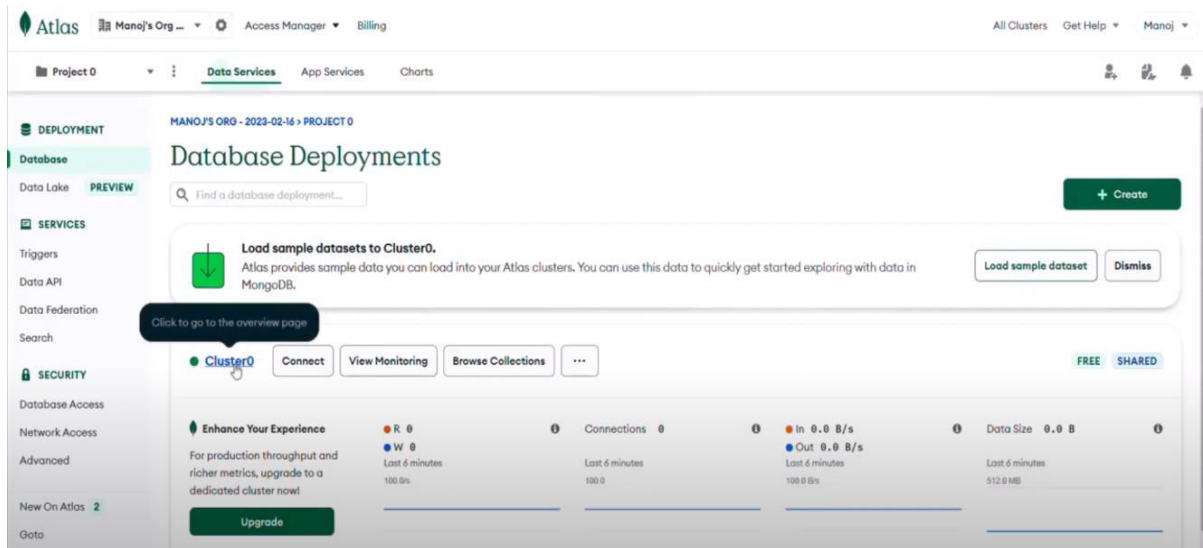 Atlas
Manoj's Org ...
Access Manager
Billing
All Clusters
Get Help
Manoj
Project 0
Data Services
App Services
Charts
DEPLOYMENT
Database
Data Lake PREVIEW
SERVICES
Triggers
Data API
Data Federation
Search
SECURITY
Database Access
Network Access
Advanced
New On Atlas 2
Goto
MANOJ'S ORG - 2023-02-16 > PROJECT 0
Database Deployments
Find a database deployment...
+ Create
Load sample datasets to Cluster0.
Atlas provides sample data you can load into your Atlas clusters. You can use this data to quickly get started exploring with data in
MongoDB.
Load sample dataset
Dismiss
Click to go to the overview page
Cluster0
Connect
View Monitoring
Browse Collections
...
FREE
SHARED
Enhance Your Experience
For production throughput and
richer metrics, upgrade to a
dedicated cluster now!
Upgrade
R 0
W 0
Last 6 minutes
100.0/s
Connections 0
Last 6 minutes
100.0
In 0.0 B/s
Out 0.0 B/s
Last 6 minutes
100.0 B/s
Data Size 0.0 B
Last 6 minutes
512.0 MB